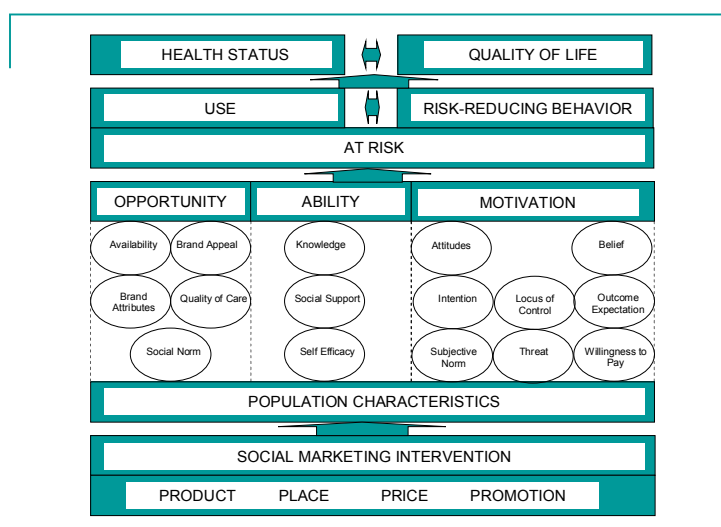 HEALTH STATUS QUALITY OF LIFE
USE RISK-REDUCING BEHAVIOR
AT RISK
OPPORTUNITY ABILITY MOTIVATION
Availability Brand Appeal Knowledge Attitudes Belief
Brand
Attributes
Quality of Care Social Support Intention
Locus of
Control
Outcome
Expectation
Social Norm Self Efficacy
Subjective
Norm
Threat
Willingness to
Pay
POPULATION CHARACTERISTICS
SOCIAL MARKETING INTERVENTION
PRODUCT PLACE PRICE PROMOTION